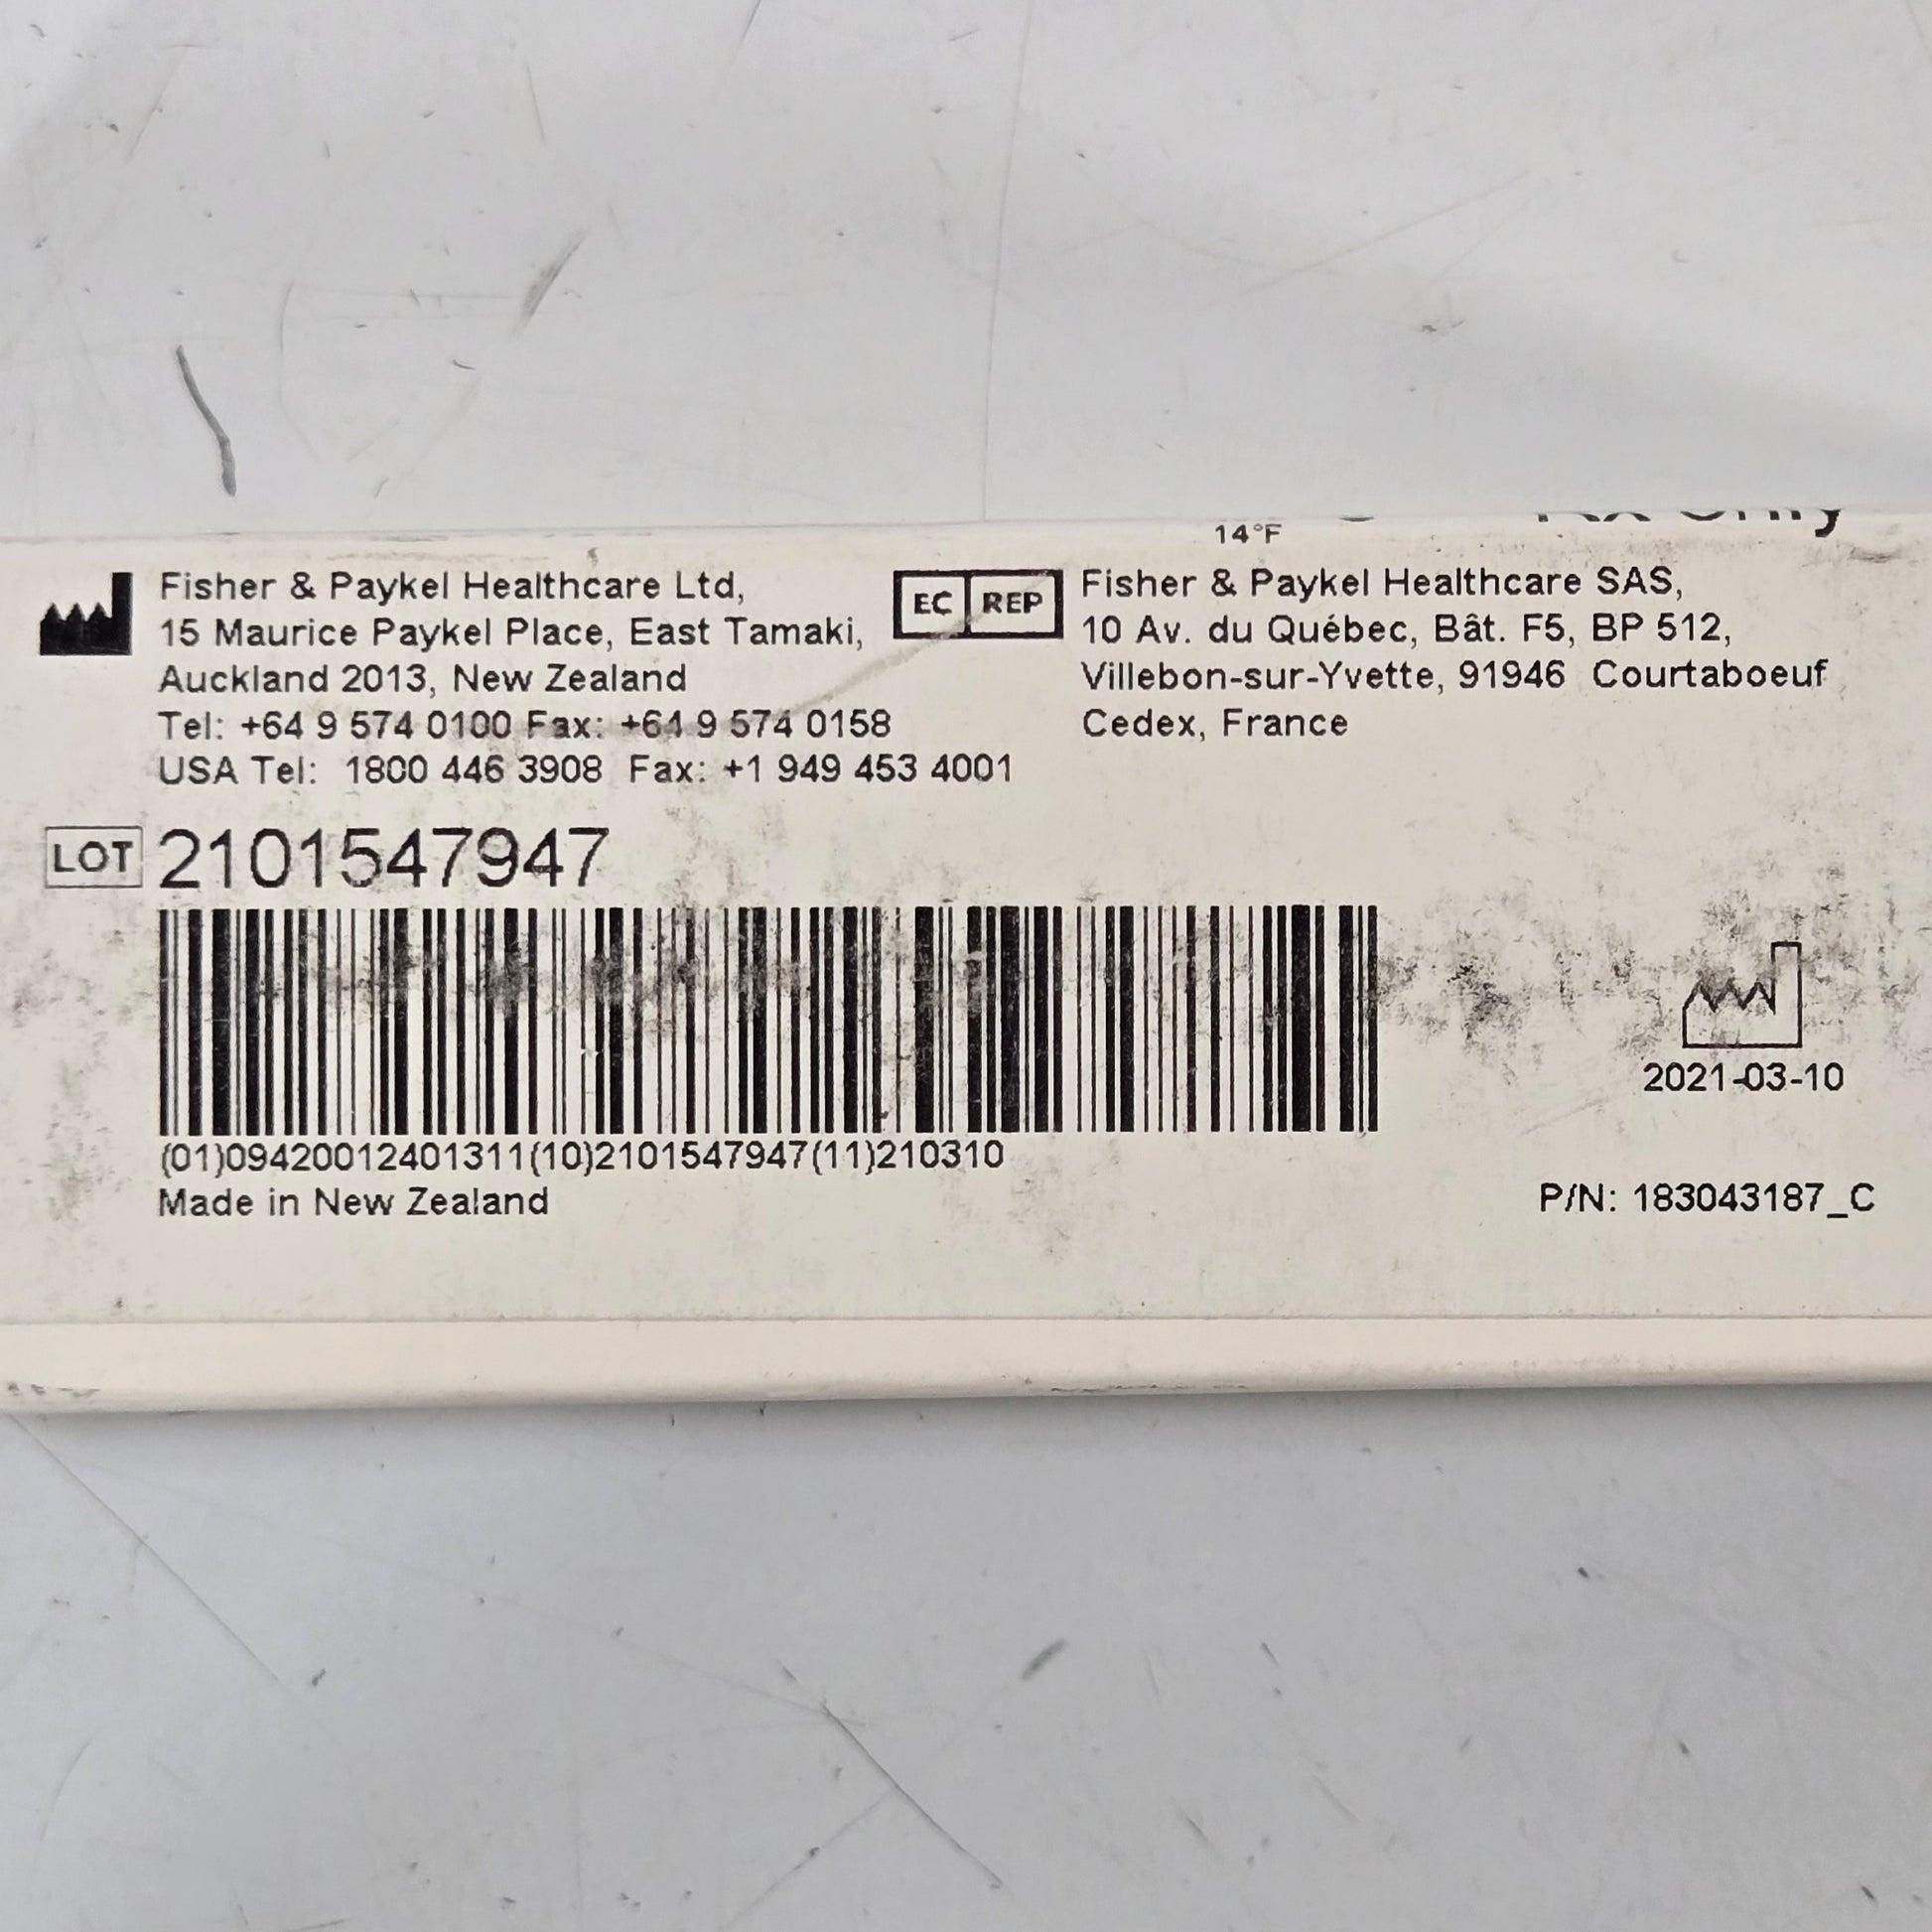 14°F
Rx Only
Fisher & Paykel Healthcare Ltd,
15 Maurice Paykel Place, East Tamaki,
Auckland 2013, New Zealand
Tel: +64 9 574 0100 Fax: +64 9 574 0158
USA Tel: 1800 446 3908 Fax: +1 949 453 4001
EC REP
Fisher & Paykel Healthcare SAS,
10 Av. du Québec, Bât. F5, BP 512,
Villebon-sur-Yvette, 91946 Courtaboeuf
Cedex, France
LOT 2101547947
(01)09420012401311(10)2101547947(11)210310
Made in New Zealand
2021-03-10
P/N: 183043187_C